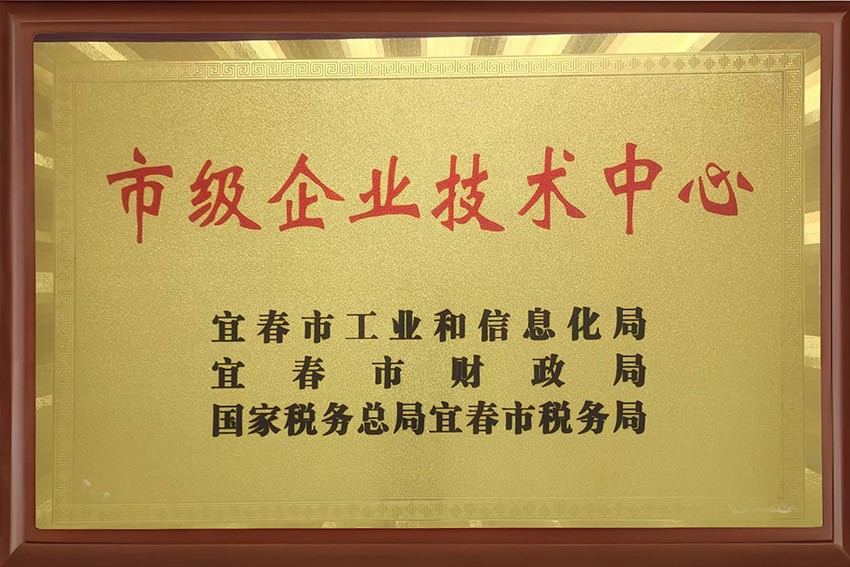 市级企业技术中心
宜春市工业和信息化局
宜春市财政局
国家税务总局宜春市税务局